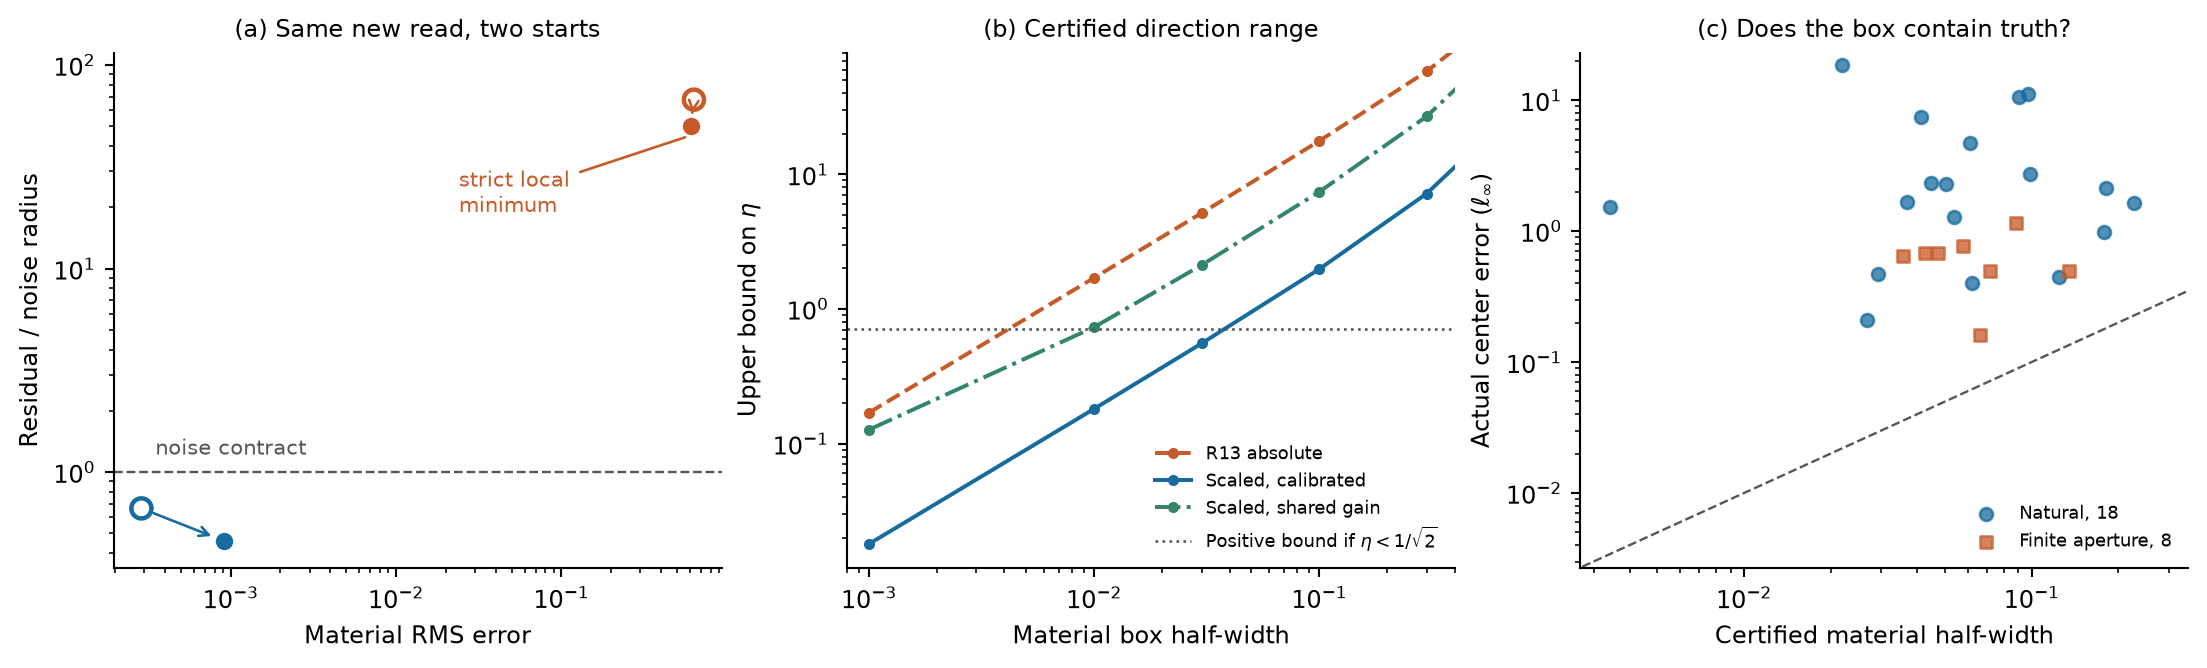 (a) Same new read, two starts
Residual / noise radius
10²
10¹
10⁰
strict local
minimum
noise contract
10⁻³
10⁻²
10⁻¹
Material RMS error
(b) Certified direction range
Upper bound on η
10¹
10⁰
10⁻¹
R13 absolute
Scaled, calibrated
Scaled, shared gain
Positive bound if η < 1/√2
10⁻³
10⁻²
10⁻¹
Material box half-width
(c) Does the box contain truth?
Actual center error (ℓ∞)
10¹
10⁰
10⁻¹
10⁻²
Natural, 18
Finite aperture, 8
10⁻²
10⁻¹
Certified material half-width